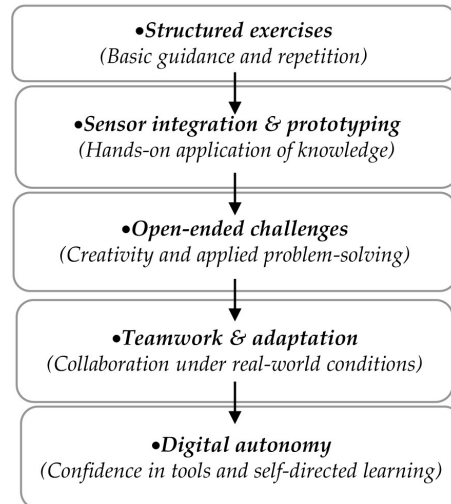 •Structured exercises
(Basic guidance and repetition)
•Sensor integration & prototyping
(Hands-on application of knowledge)
•Open-ended challenges
(Creativity and applied problem-solving)
•Teamwork & adaptation
(Collaboration under real-world conditions)
•Digital autonomy
(Confidence in tools and self-directed learning)